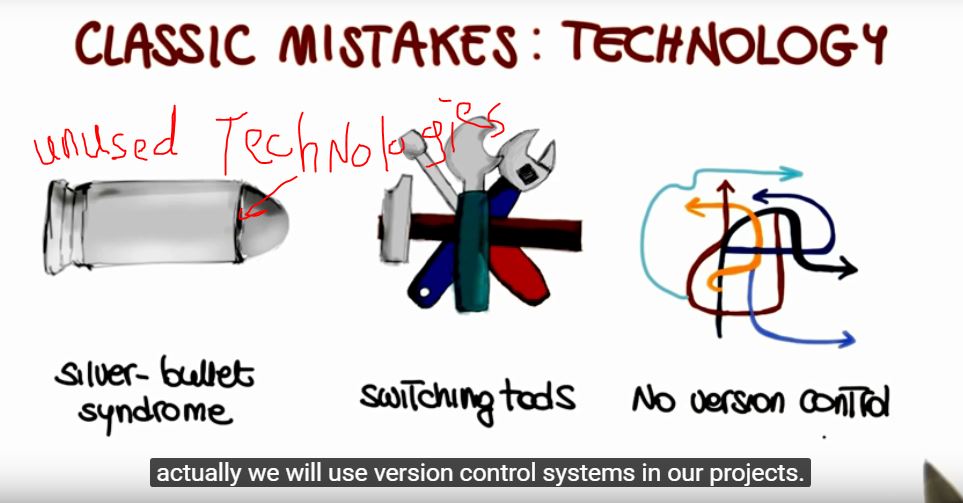 CLASSIC MISTAKES: TECHNOLOGY
unused Technologies
silver-bullet
syndrome
switching tools
No version control
actually we will use version control systems in our projects.